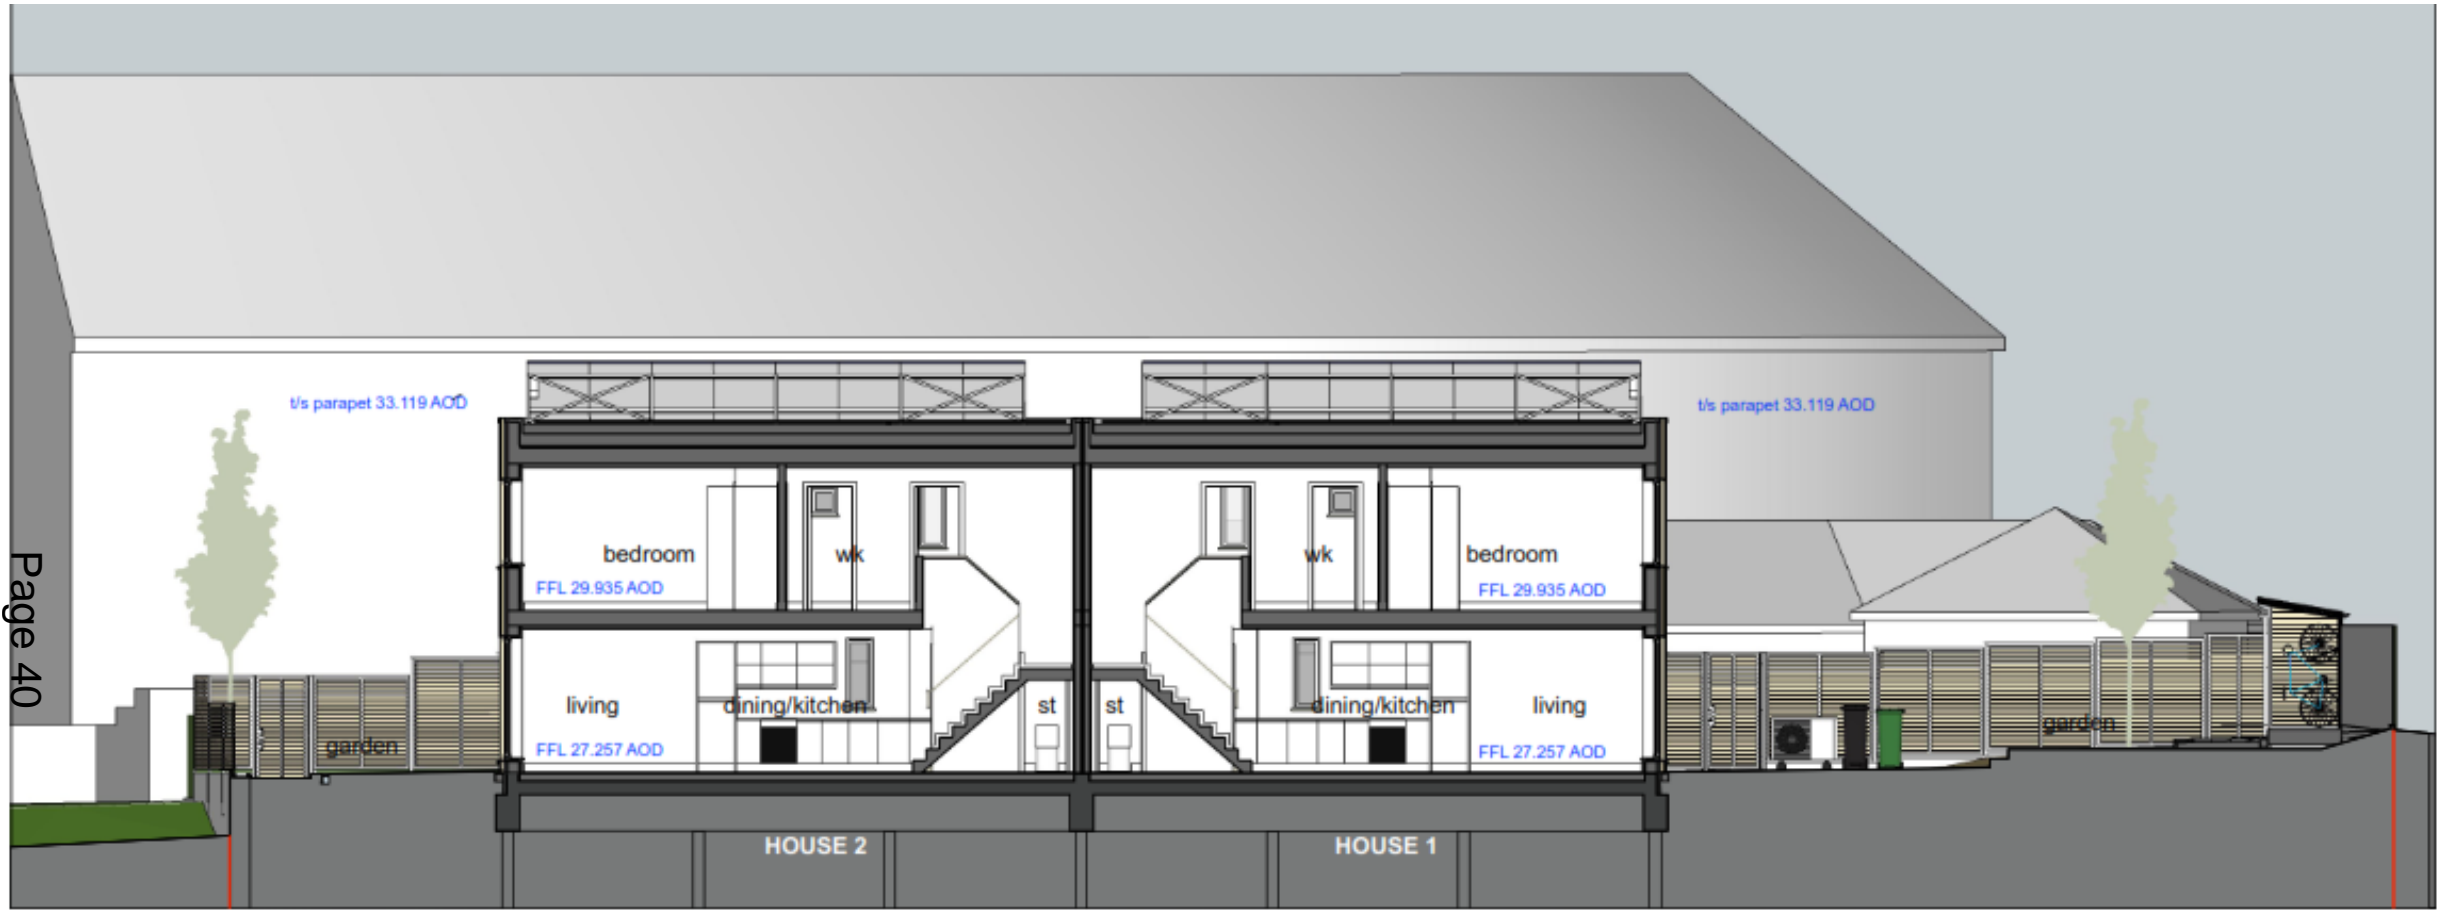 t/s parapet 33.119 AOD
t/s parapet 33.119 AOD
bedroom
wk
wk
bedroom
FFL 29.935 AOD
FFL 29.935 AOD
living
dining/kitchen
st
st
dining/kitchen
living
garden
garden
FFL 27.257 AOD
FFL 27.257 AOD
HOUSE 2
HOUSE 1
Page 40